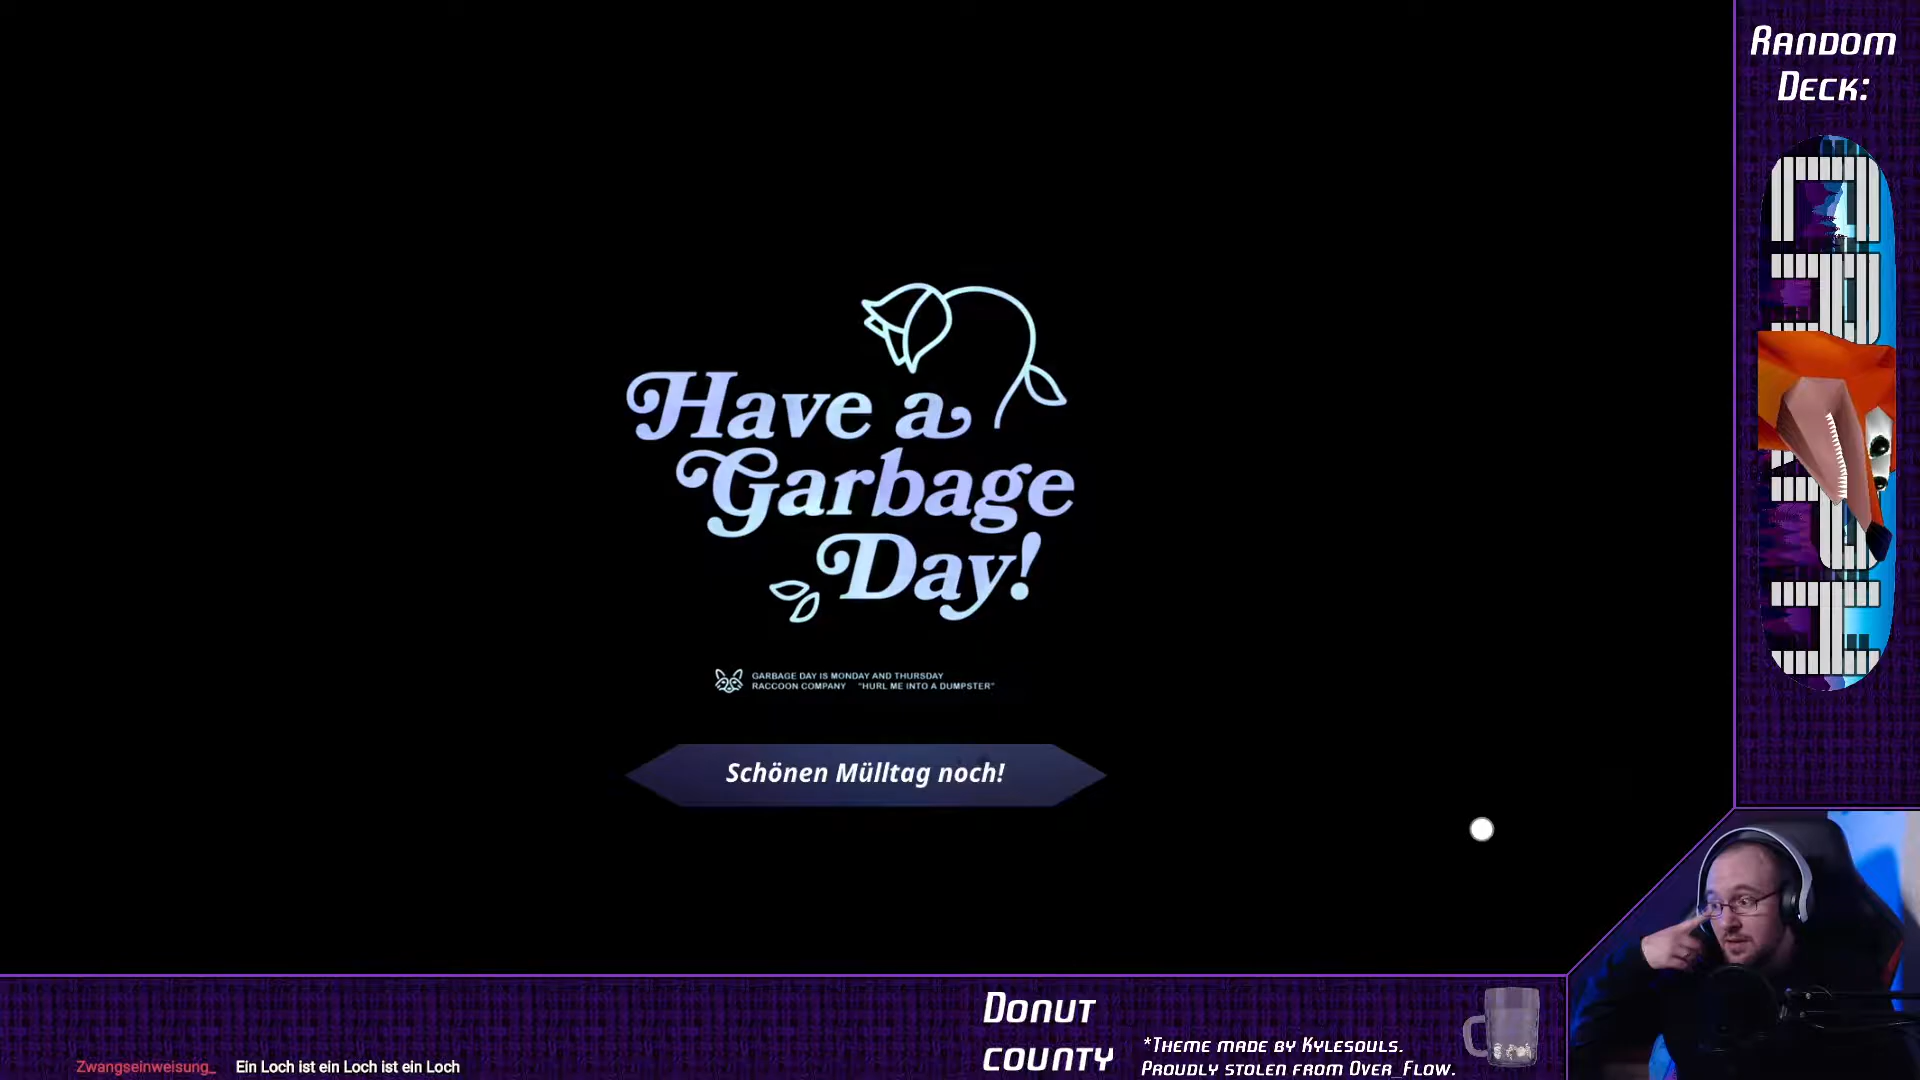 Random
Deck:
Have a
Garbage
Day!
GARBAGE DAY IS MONDAY AND THURSDAY
RACCOON COMPANY "HURL ME INTO A DUMPSTER"
Schönen Mülltag noch!
Donut
county
*Theme made by Kylesouls.
Proudly stolen from Over_Flow.
Zwangseinweisung_ Ein Loch ist ein Loch ist ein Loch